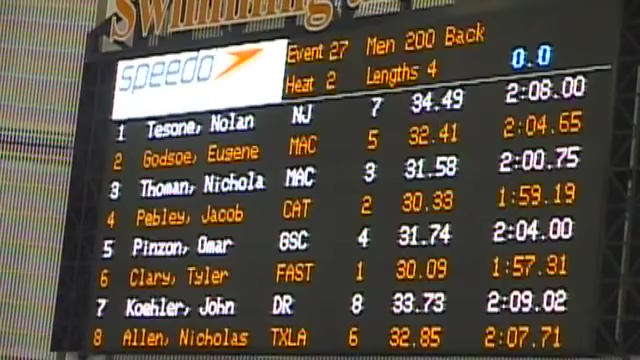 Swimming
speedo
Event 27 Men 200 Back
Heat 2 Lengths 4 0.0
1 Tesone, Nolan NJ 7 34.49 2:08.00
2 Godsoe, Eugene MAC 5 32.41 2:04.65
3 Thoman, Nichola MAC 3 31.58 2:00.75
4 Pebley, Jacob CAT 2 30.33 1:59.19
5 Pinzon, Omar GSC 4 31.74 2:04.00
6 Clary, Tyler FAST 1 30.09 1:57.31
7 Koehler, John DR 8 33.73 2:09.02
8 Allen, Nicholas TXLA 6 32.85 2:07.71